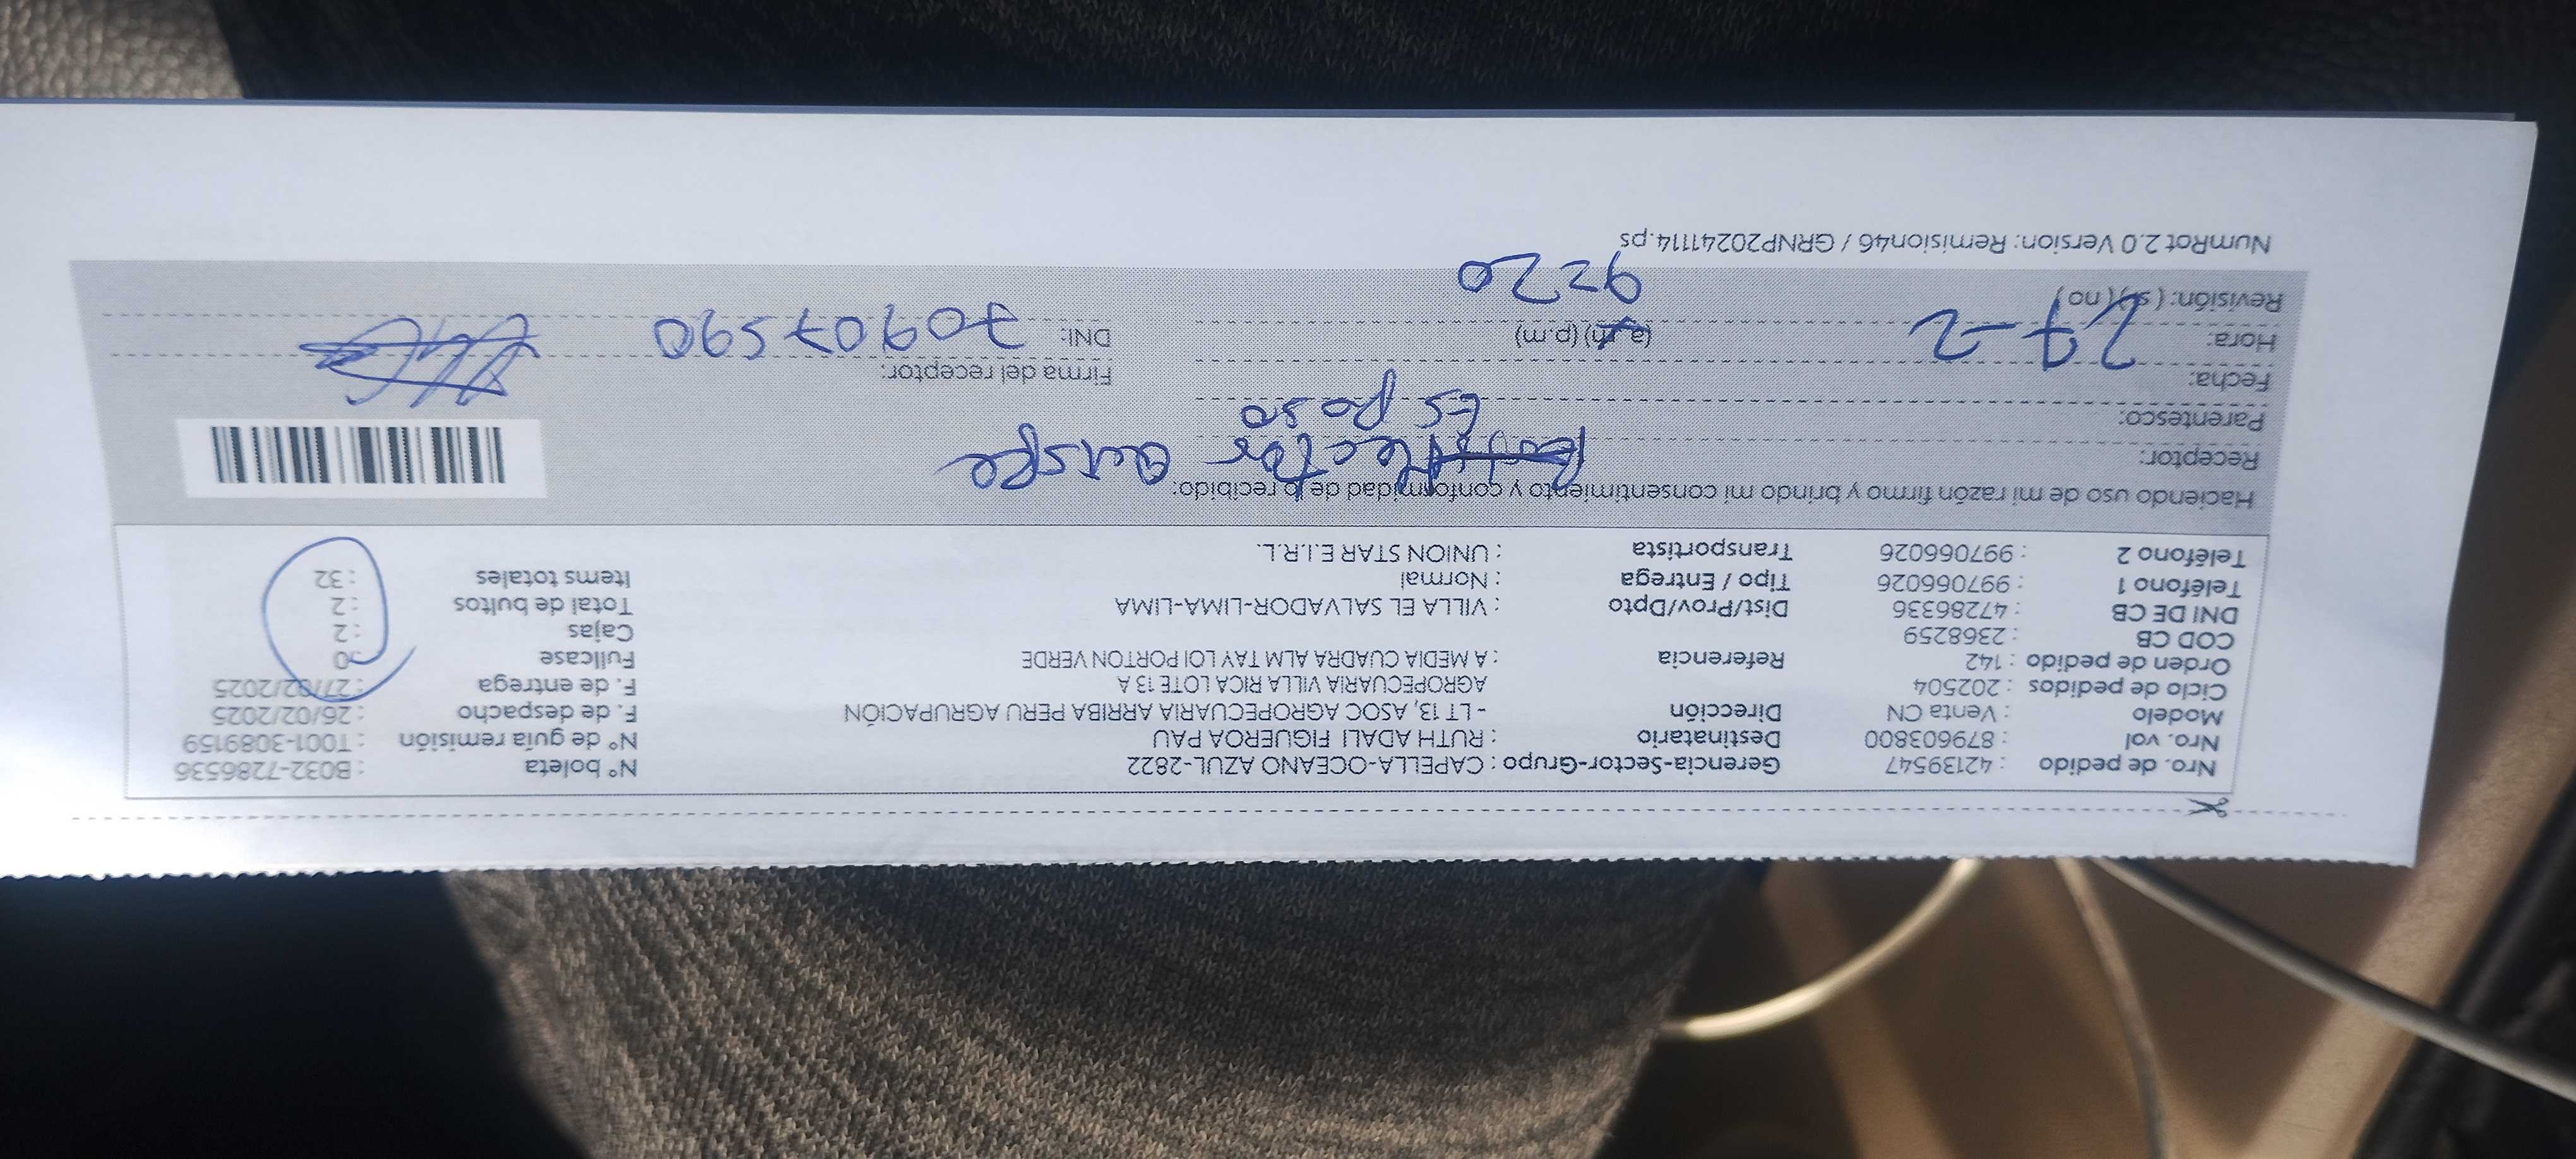 Nro. de pedido : 42139547 Gerencia-Sector-Grupo : CAPELLA-OCEANO AZUL-2822 N° boleta : B032-7286536
Nro. vol : 879603800 Destinatario : RUTH ADALI FIGUEROA PAU N° de guia remisión : T001-3089159
Modelo : Venta CN Dirección - LT 13, ASOC AGROPECUARIA ARRIBA PERU AGRUPACIÓN F. de despacho : 26/02/2025
Ciclo de pedidos : 202504 AGROPECUARIA VILLA RICA LOTE 13 A F. de entrega : 27/02/2025
Orden de pedido : 142 Referencia : A MEDIA CUADRA ALM TAY LOI PORTON VERDE Fullcase : 0
COD CB : 2368259 Cajas : 2
DNI DE CB : 47286336 Dist/Prov/Dpto : VILLA EL SALVADOR-LIMA-LIMA Total de bultos : 2
Teléfono 1 : 997066026 Tipo / Entrega : Normal Items totales : 32
Teléfono 2 : 997066026 Transportista : UNION STAR E.I.R.L.
Haciendo uso de mi razón firmo y brindo mi consentimiento y conformidad de lo recibido:
Receptor: Hector Quispe
Parentesco: Esposo
Fecha: 27-2 Firma del receptor:
Hora: (a.m) (p.m) 9=20 DNI: 70907590
Revisión: ( si ) ( no )
NumRot 2.0 Version: Remision46 / GRNP20241114.ps